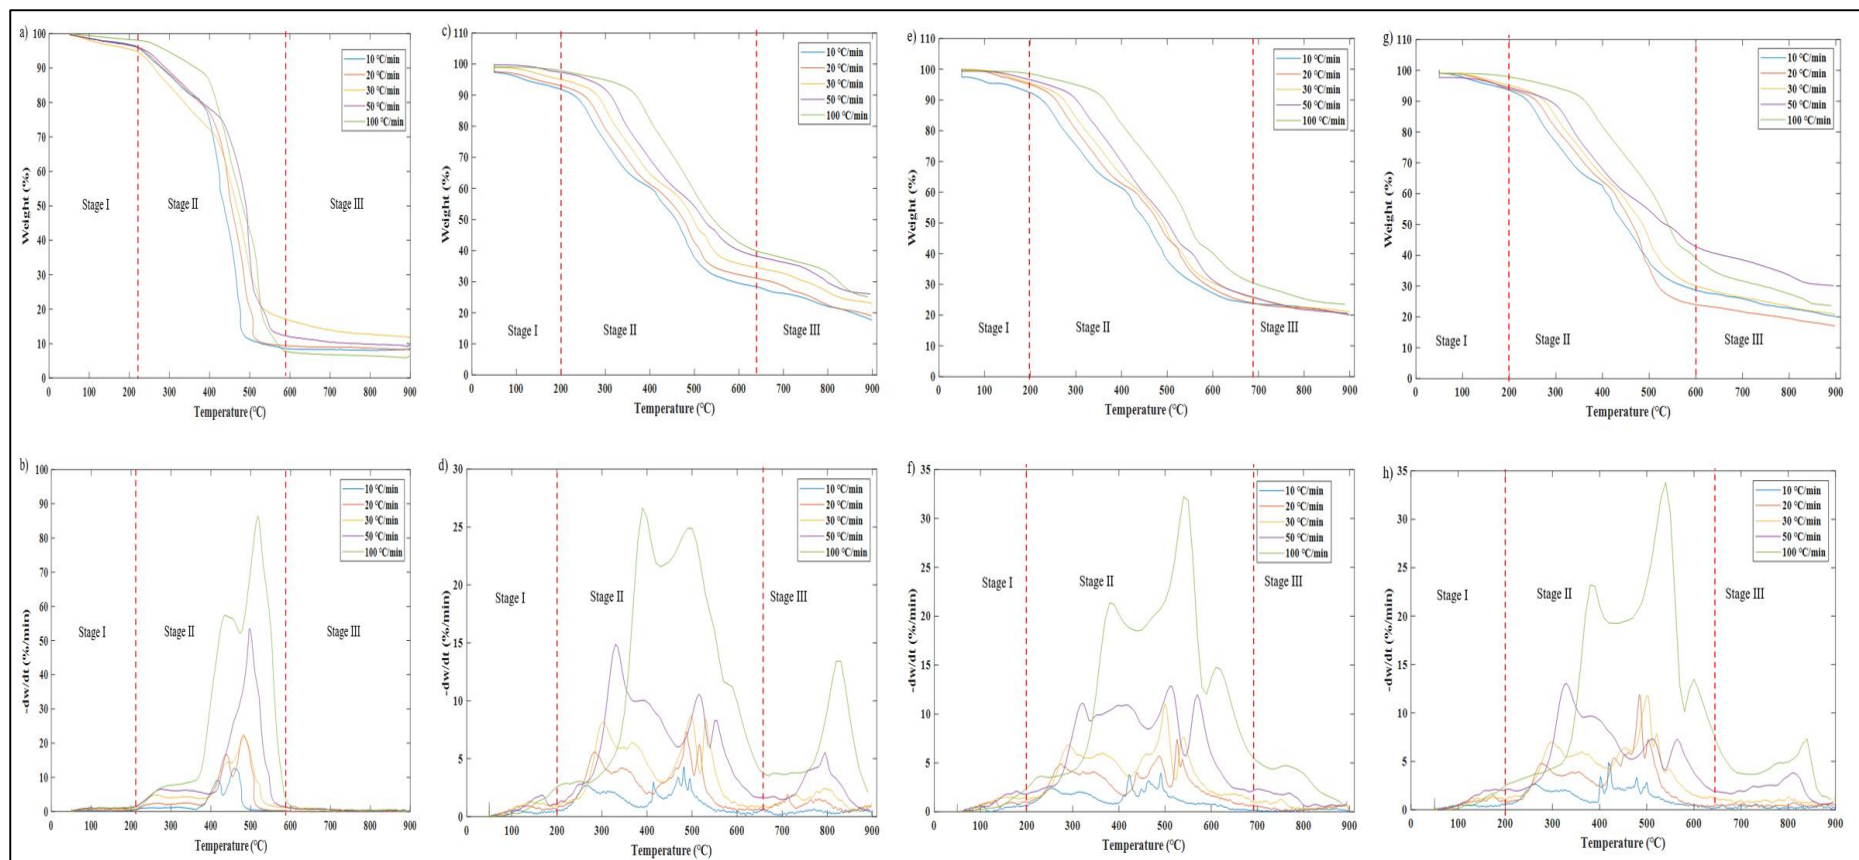 a)
100
90
80
70
60
50
40
30
20
10
0
Weight (%)
10 °C/min
20 °C/min
30 °C/min
50 °C/min
100 °C/min
Stage I
Stage II
Stage III
0 100 200 300 400 500 600 700 800 900
Temperature (°C)
c)
110
100
90
80
70
60
50
40
30
20
10
0
Weight (%)
10 °C/min
20 °C/min
30 °C/min
50 °C/min
100 °C/min
Stage I
Stage II
Stage III
0 100 200 300 400 500 600 700 800 900
Temperature (°C)
e)
110
100
90
80
70
60
50
40
30
20
10
0
Weight (%)
10 °C/min
20 °C/min
30 °C/min
50 °C/min
100 °C/min
Stage I
Stage II
Stage III
0 100 200 300 400 500 600 700 800 900
Temperature (°C)
g)
110
100
90
80
70
60
50
40
30
20
10
0
Weight (%)
10 °C/min
20 °C/min
30 °C/min
50 °C/min
100 °C/min
Stage I
Stage II
Stage III
0 100 200 300 400 500 600 700 800 900
Temperature (°C)
b)
100
90
80
70
60
50
40
30
20
10
0
-dw/dt (%/min)
10 °C/min
20 °C/min
30 °C/min
50 °C/min
100 °C/min
Stage I
Stage II
Stage III
0 100 200 300 400 500 600 700 800 900
Temperature (°C)
d)
30
25
20
15
10
5
0
-dw/dt (%/min)
10 °C/min
20 °C/min
30 °C/min
50 °C/min
100 °C/min
Stage I
Stage II
Stage III
0 100 200 300 400 500 600 700 800 900
Temperature (°C)
f)
35
30
25
20
15
10
5
0
-dw/dt (%/min)
10 °C/min
20 °C/min
30 °C/min
50 °C/min
100 °C/min
Stage I
Stage II
Stage III
0 100 200 300 400 500 600 700 800 900
Temperature (°C)
h)
35
30
25
20
15
10
5
0
-dw/dt (%/min)
10 °C/min
20 °C/min
30 °C/min
50 °C/min
100 °C/min
Stage I
Stage II
Stage III
0 100 200 300 400 500 600 700 800 900
Temperature (°C)